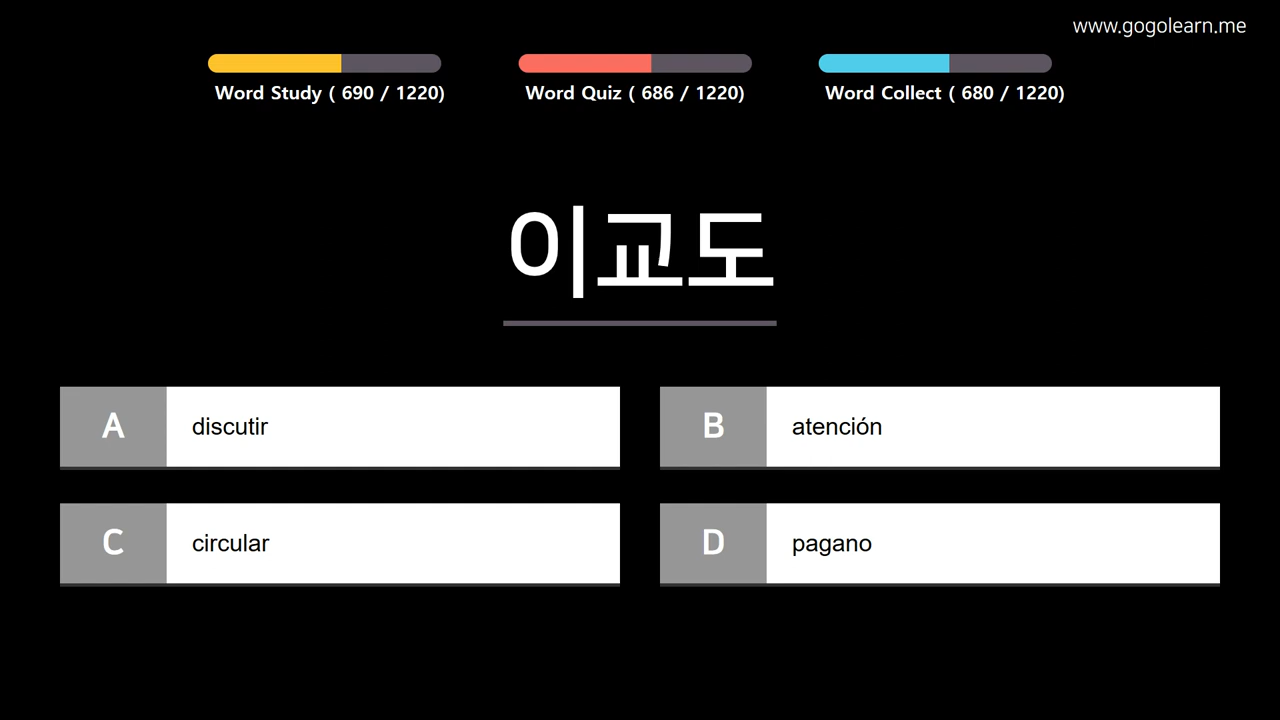 www.gogolearn.me
Word Study ( 690 / 1220)
Word Quiz ( 686 / 1220)
Word Collect ( 680 / 1220)
이교도
A discutir
B atención
C circular
D pagano